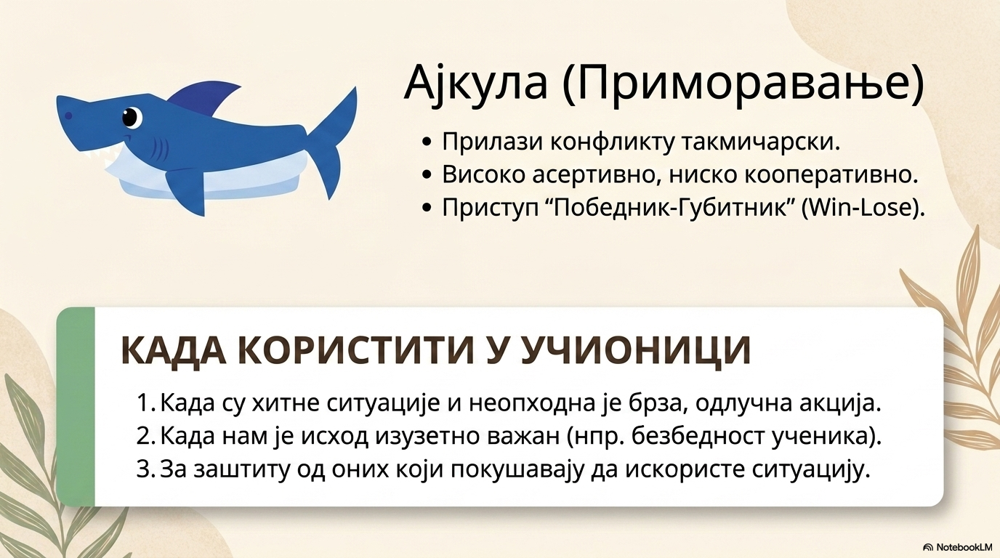 Ајкула (Приморавање)
• Прилази конфликту такмичарски.
• Високо асертивно, ниско кооперативно.
• Приступ “Победник-Губитник” (Win-Lose).
КАДА КОРИСТИТИ У УЧИОНИЦИ
1. Када су хитне ситуације и неопходна је брза, одлучна акција.
2. Када нам је исход изузетно важан (нпр. безбедност ученика).
3. За заштиту од оних који покушавају да искористе ситуацију.
NotebookLM